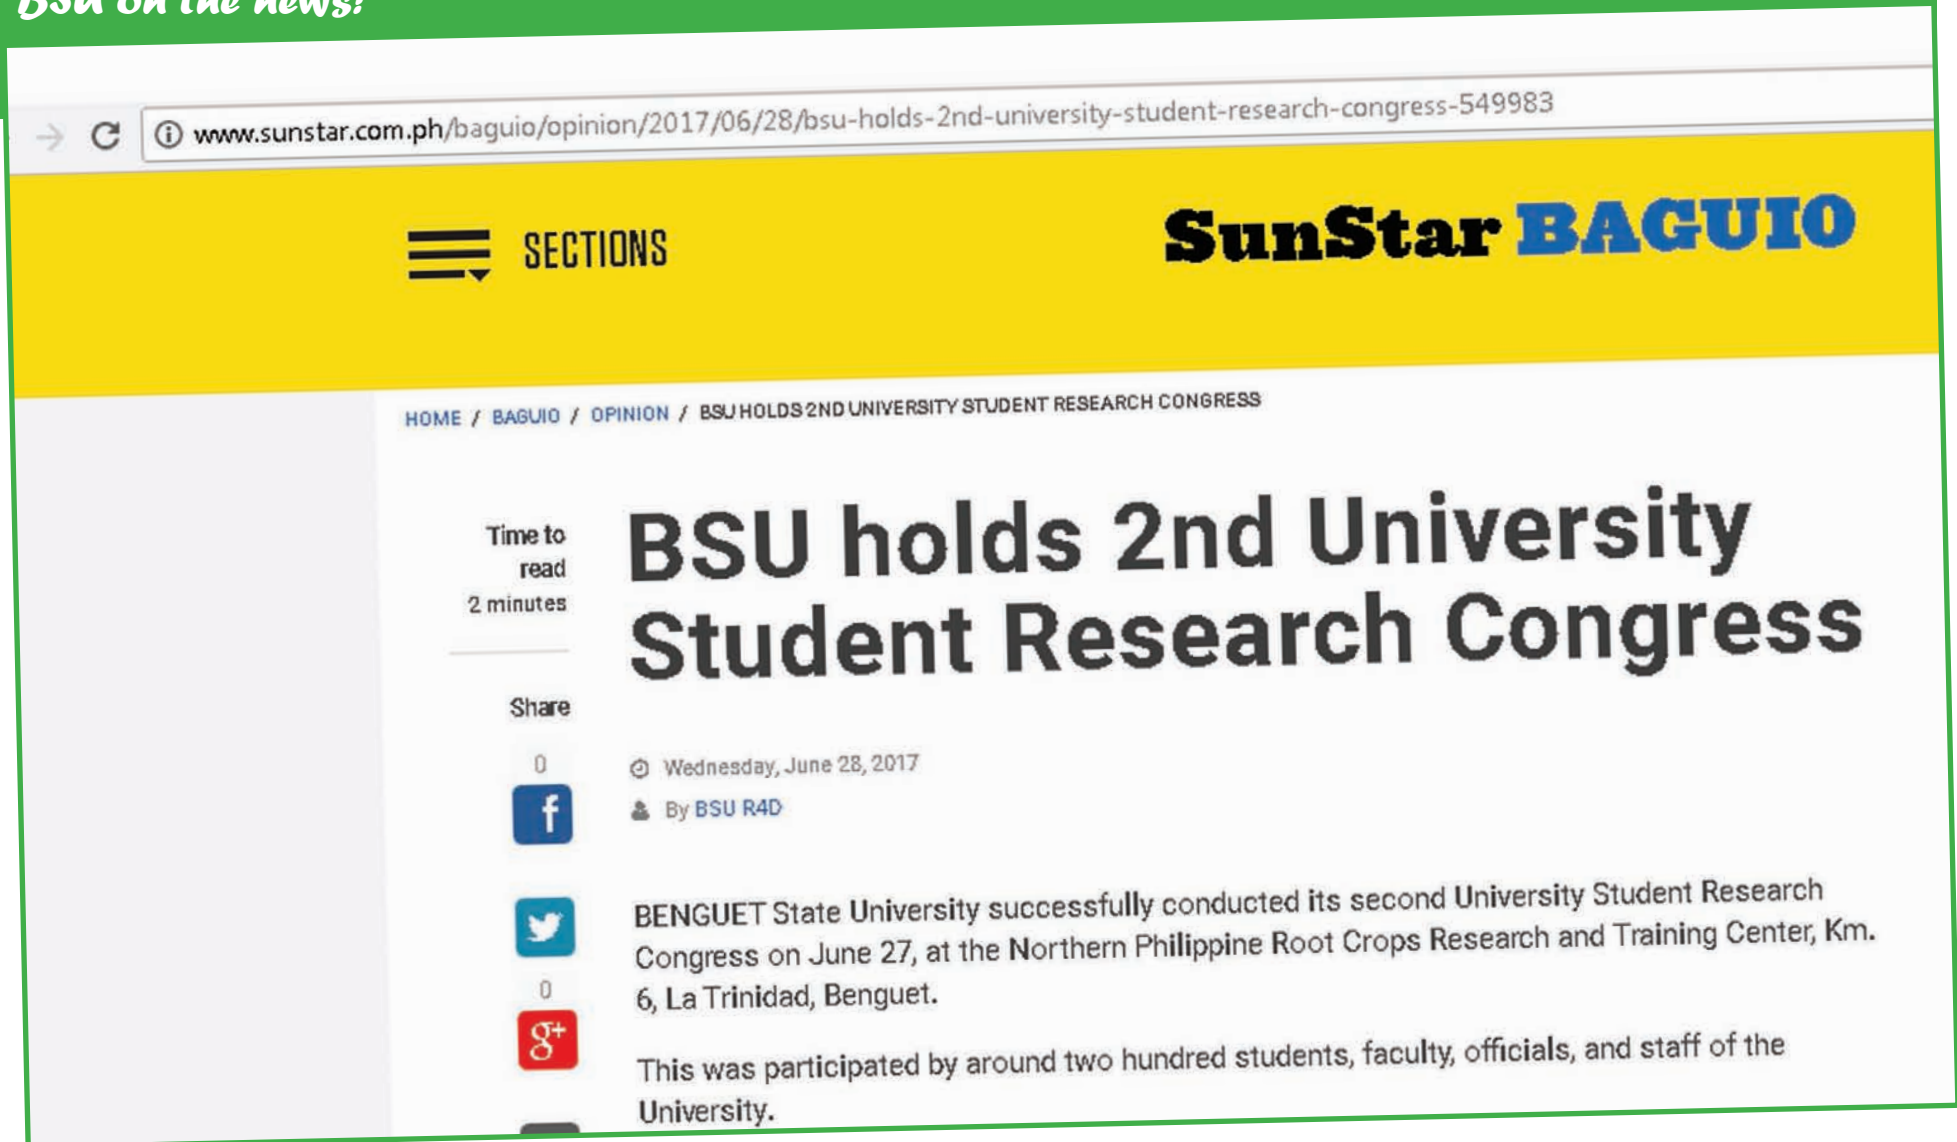 BSU on the news!
www.sunstar.com.ph/baguio/opinion/2017/06/28/bsu-holds-2nd-university-student-research-congress-549983
SECTIONS
SunStar BAGUIO
HOME / BAGUIO / OPINION / BSU HOLDS 2ND UNIVERSITY STUDENT RESEARCH CONGRESS
Time to
read
2 minutes
BSU holds 2nd University
Student Research Congress
Share
0
Wednesday, June 28, 2017
By BSU R4D
f
BENGUET State University successfully conducted its second University Student Research
Congress on June 27, at the Northern Philippine Root Crops Research and Training Center, Km.
6, La Trinidad, Benguet.
0
g+
This was participated by around two hundred students, faculty, officials, and staff of the
University.